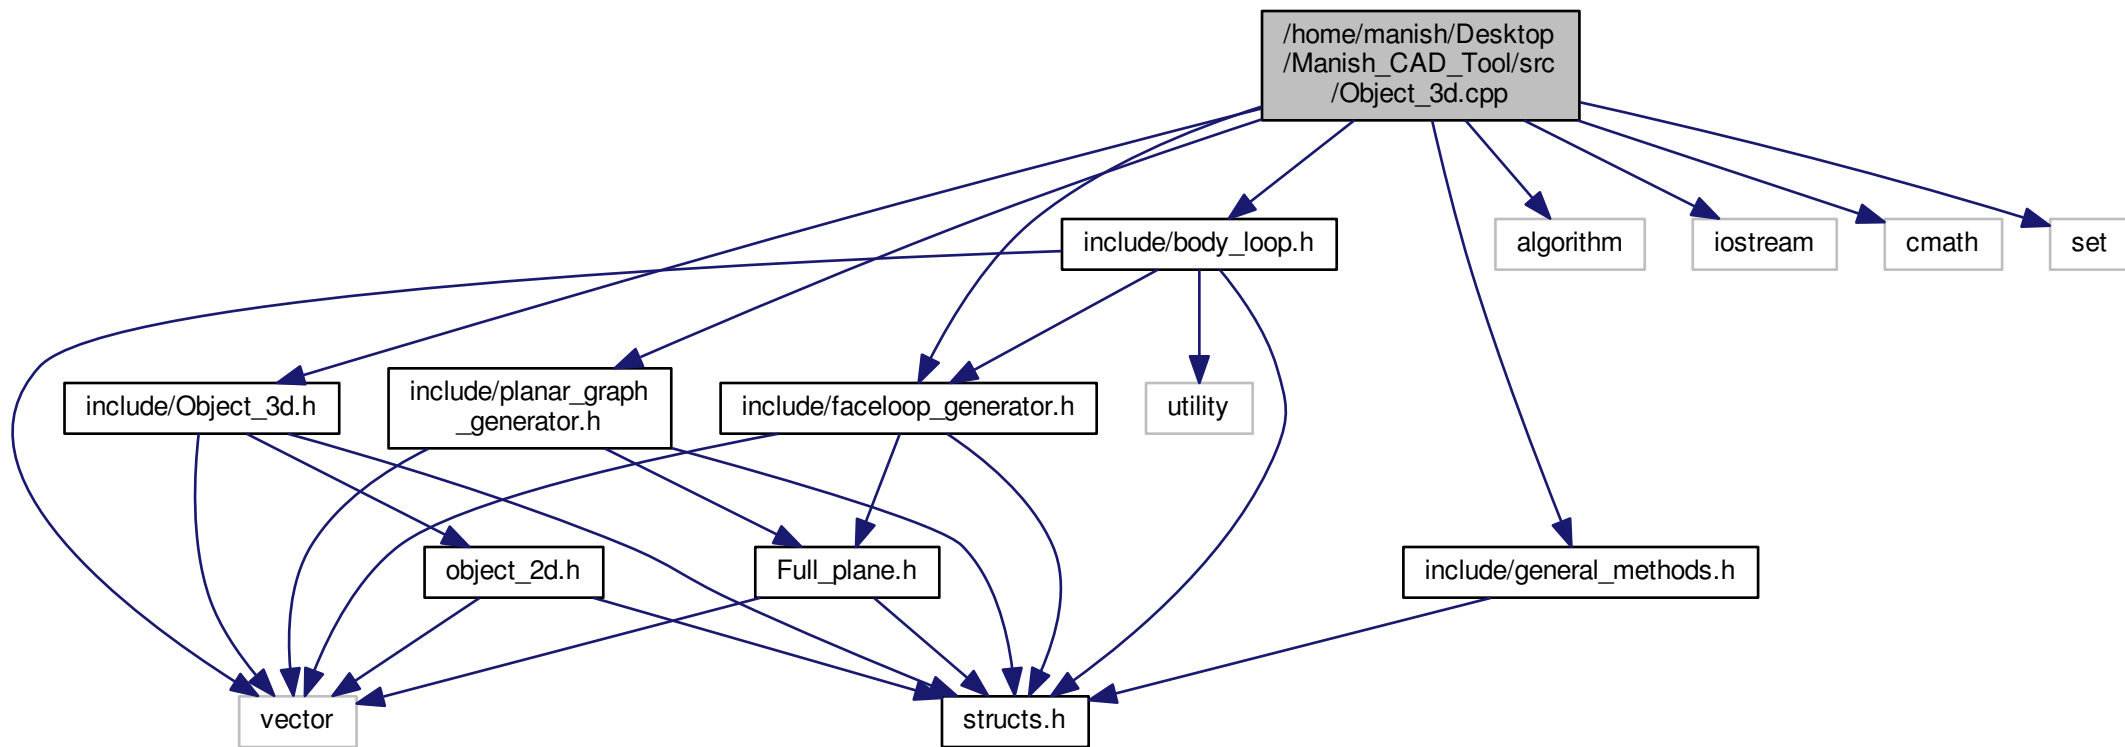 /home/manish/Desktop
/Manish_CAD_Tool/src
/Object_3d.cpp
include/body_loop.h
algorithm
iostream
cmath
set
include/Object_3d.h
include/planar_graph
_generator.h
include/faceloop_generator.h
utility
object_2d.h
Full_plane.h
include/general_methods.h
vector
structs.h